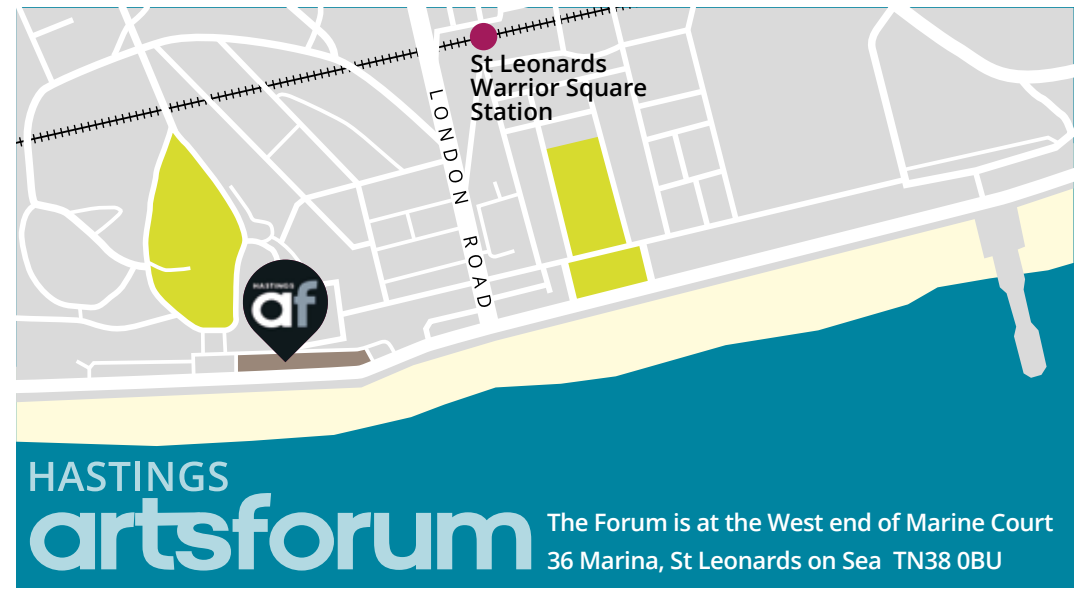 St Leonards
Warrior Square
Station
LONDON ROAD
HASTINGS
af
HASTINGS
artsforum
The Forum is at the West end of Marine Court
36 Marina, St Leonards on Sea TN38 0BU